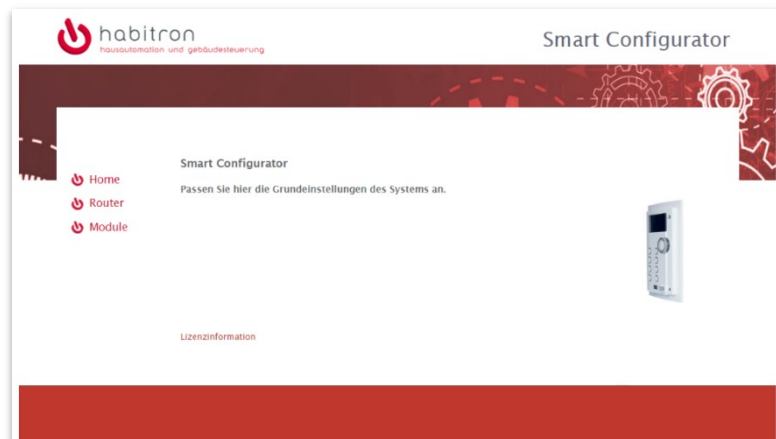 habitron
hausautomation und gebäudesteuerung
Smart Configurator
Smart Configurator
Passen Sie hier die Grundeinstellungen des Systems an.
Home
Router
Module
Lizenzinformation